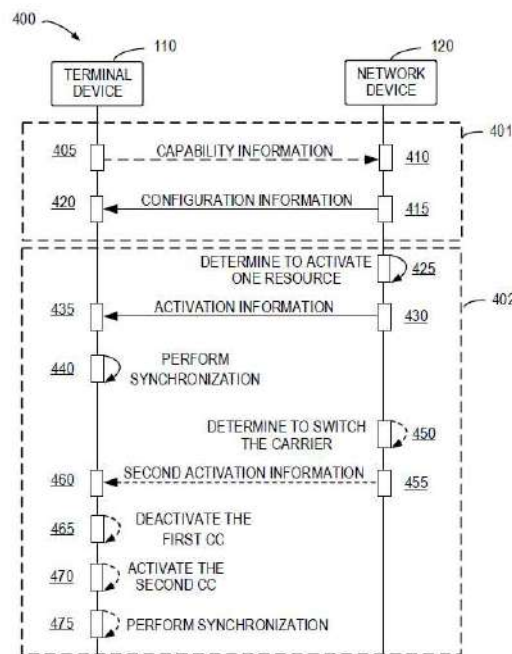 400
110
120
TERMINAL
DEVICE
NETWORK
DEVICE
401
405
CAPABILITY INFORMATION
410
420
CONFIGURATION INFORMATION
415
DETERMINE TO ACTIVATE
ONE RESOURCE
425
402
435
ACTIVATION INFORMATION
430
440
PERFORM
SYNCHRONIZATION
DETERMINE TO SWITCH
THE CARRIER
450
460
SECOND ACTIVATION INFORMATION
455
465
DEACTIVATE THE
FIRST CC
470
ACTIVATE THE
SECOND CC
475
PERFORM SYNCHRONIZATION